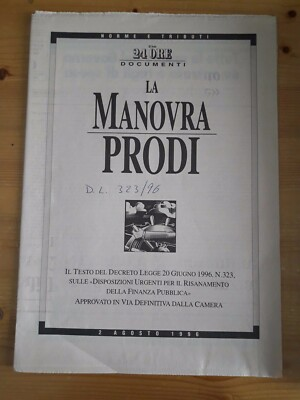 NORME E TRIBUTI
24 ORE
DOCUMENTI
LA
MANOVRA
PRODI
D.L. 323/96
IL TESTO DEL DECRETO LEGGE 20 GIUGNO 1996, N.323,
SULLE «DISPOSIZIONI URGENTI PER IL RISANAMENTO
DELLA FINANZA PUBBLICA»
APPROVATO IN VIA DEFINITIVA DALLA CAMERA
2 AGOSTO 1996